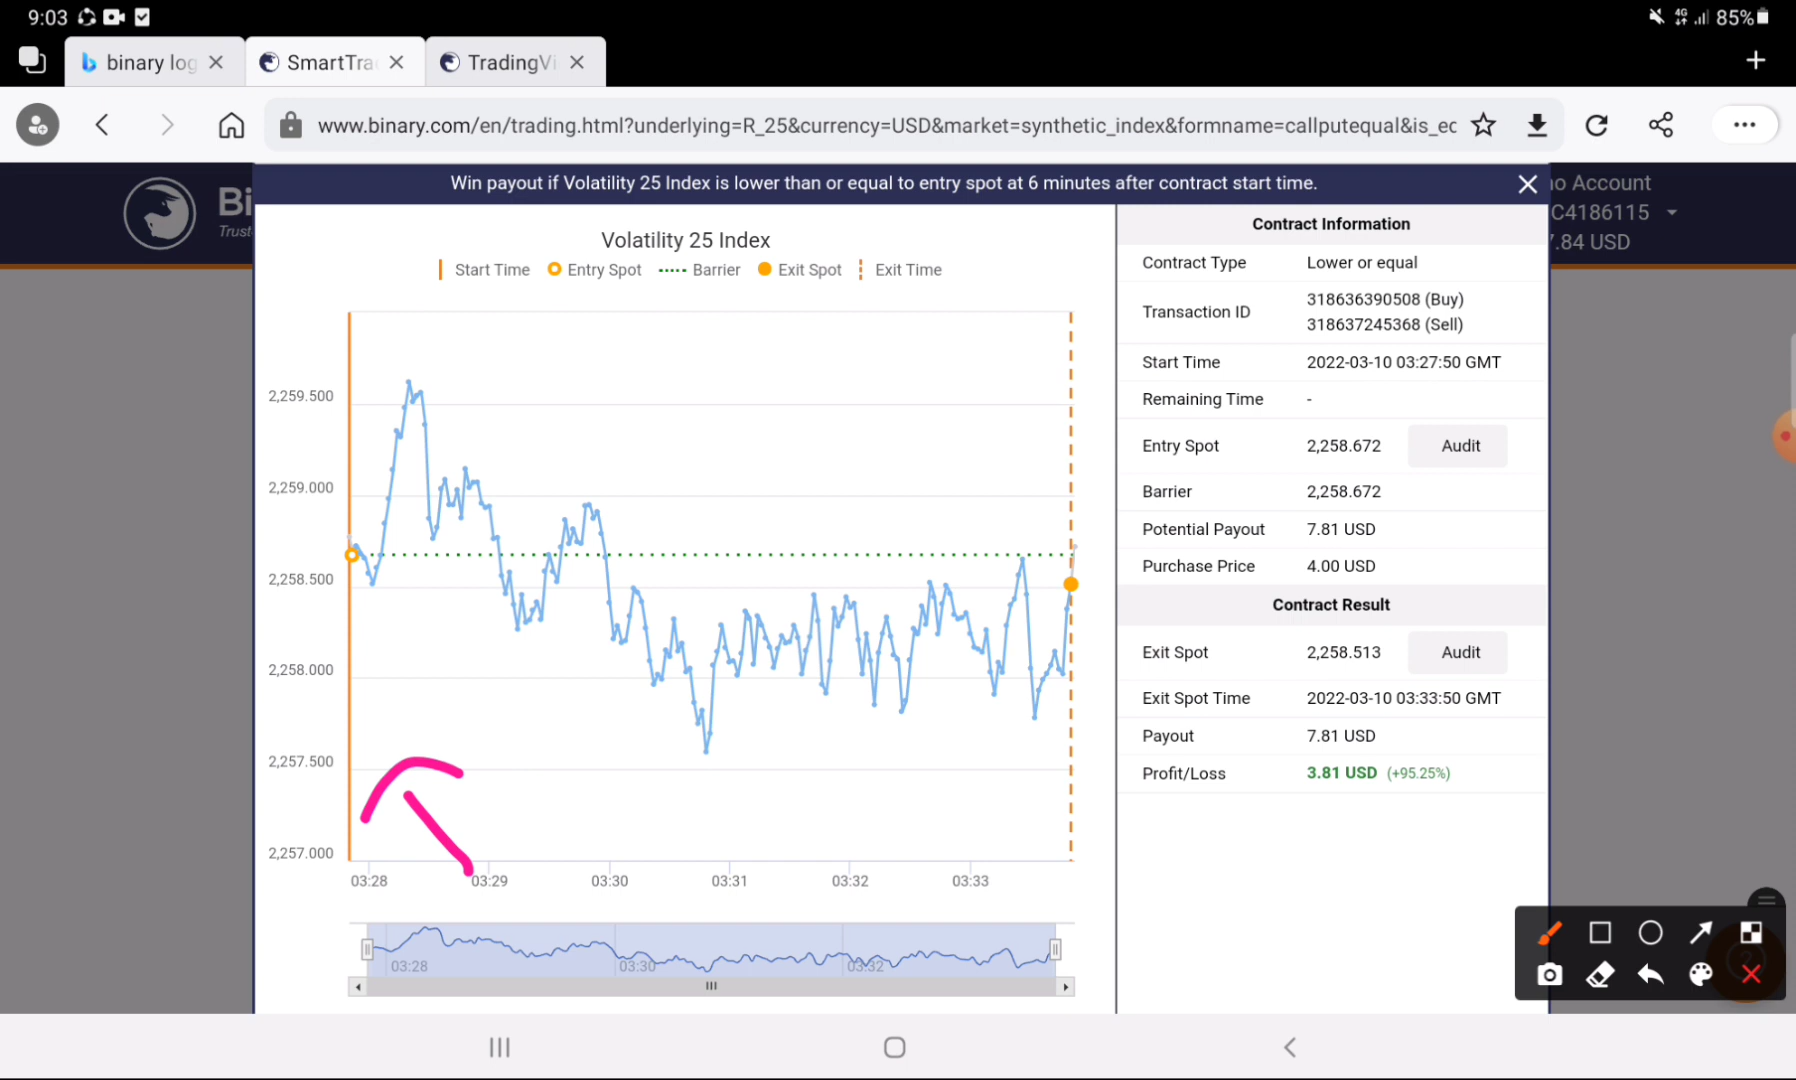 9:03
4G
85%
binary log
SmartTra
TradingVi
www.binary.com/en/trading.html?underlying=R_25&currency=USD&market=synthetic_index&formname=callputequal&is_ec
Win payout if Volatility 25 Index is lower than or equal to entry spot at 6 minutes after contract start time.
Bi
Trust
o Account
C4186115
.84 USD
Volatility 25 Index
Start Time Entry Spot Barrier Exit Spot Exit Time
2,259.500
2,259.000
2,258.500
2,258.000
2,257.500
2,257.000
03:28 03:29 03:30 03:31 03:32 03:33
03:28 03:30 03:32
Contract Information
Contract Type Lower or equal
Transaction ID 318636390508 (Buy)
318637245368 (Sell)
Start Time 2022-03-10 03:27:50 GMT
Remaining Time -
Entry Spot 2,258.672 Audit
Barrier 2,258.672
Potential Payout 7.81 USD
Purchase Price 4.00 USD
Contract Result
Exit Spot 2,258.513 Audit
Exit Spot Time 2022-03-10 03:33:50 GMT
Payout 7.81 USD
Profit/Loss 3.81 USD (+95.25%)